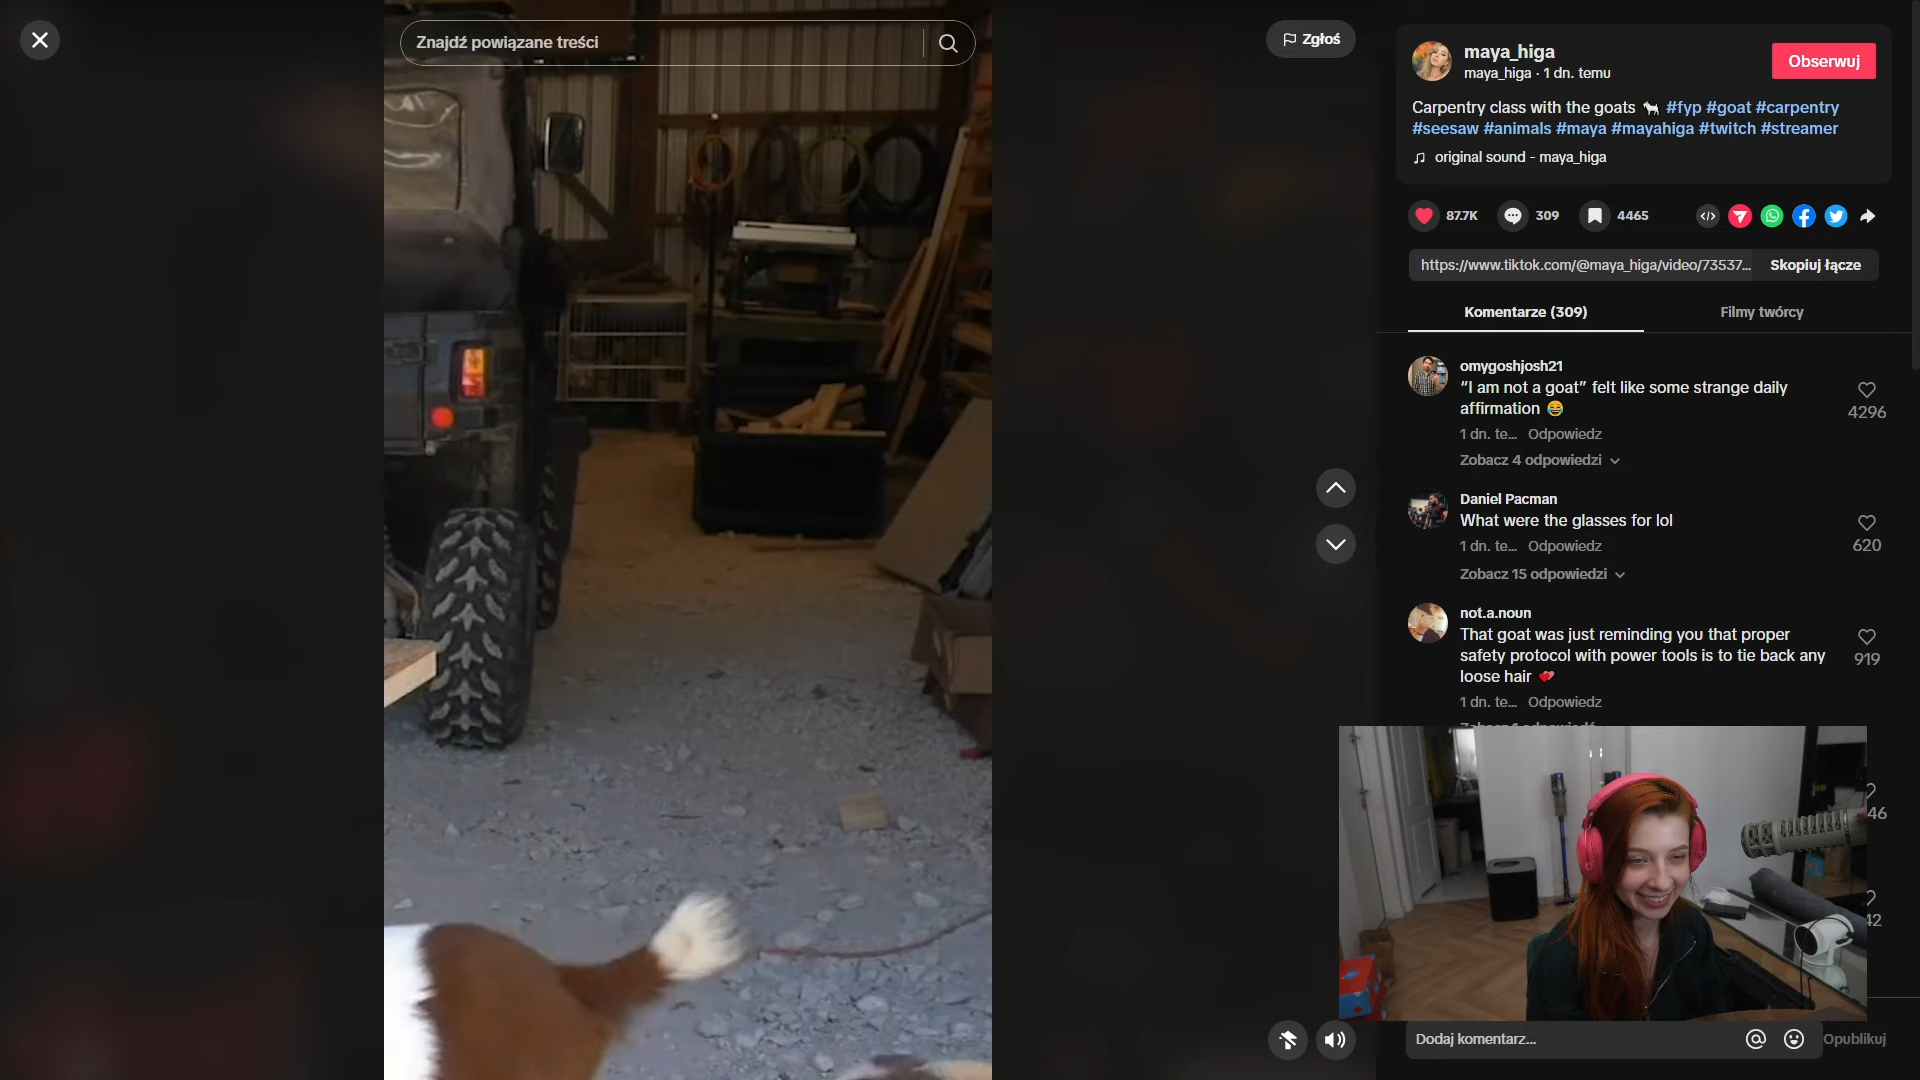 Znajdź powiązane treści
Zgłoś
maya_higa
maya_higa · 1 dn. temu
Obserwuj
Carpentry class with the goats 🐐 #fyp #goat #carpentry
#seesaw #animals #maya #mayahiga #twitch #streamer
original sound - maya_higa
87.7K
309
4465
https://www.tiktok.com/@maya_higa/video/73537...
Skopiuj łącze
Komentarze (309)
Filmy twórcy
omygoshjosh21
“I am not a goat” felt like some strange daily
affirmation 😂
4296
1 dn. te... Odpowiedz
Zobacz 4 odpowiedzi
Daniel Pacman
What were the glasses for lol
620
1 dn. te... Odpowiedz
Zobacz 15 odpowiedzi
not.a.noun
That goat was just reminding you that proper
safety protocol with power tools is to tie back any
loose hair 💕
919
1 dn. te... Odpowiedz
46
42
Dodaj komentarz...
Opublikuj